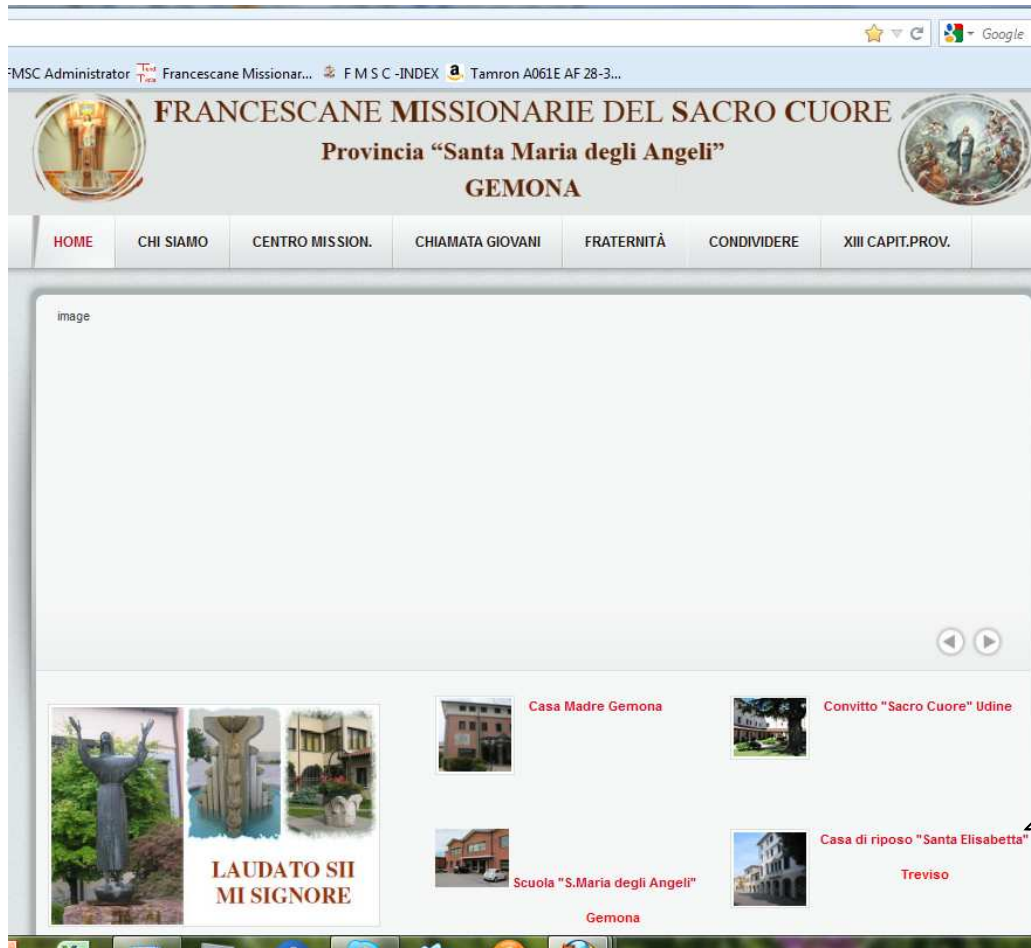 Google
FMSC Administrator Francescane Missionar... F M S C -INDEX Tamron A061E AF 28-3...
FRANCESCANE MISSIONARIE DEL SACRO CUORE
Provincia “Santa Maria degli Angeli”
GEMONA
HOME CHI SIAMO CENTRO MISSION. CHIAMATA GIOVANI FRATERNITÀ CONDIVIDERE XIII CAPIT.PROV.
image
Casa Madre Gemona
Convitto "Sacro Cuore" Udine
LAUDATO SII
MI SIGNORE
Scuola "S.Maria degli Angeli"
Gemona
Casa di riposo "Santa Elisabetta"
Treviso